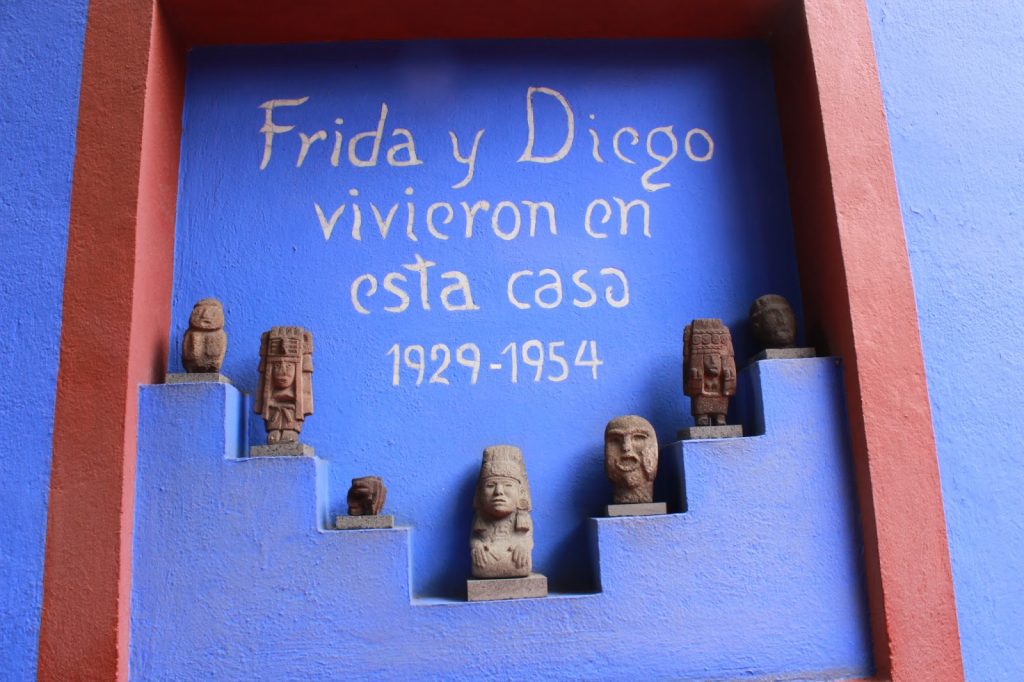 Frida y Diego
vivieron en
esta casa
1929-1954